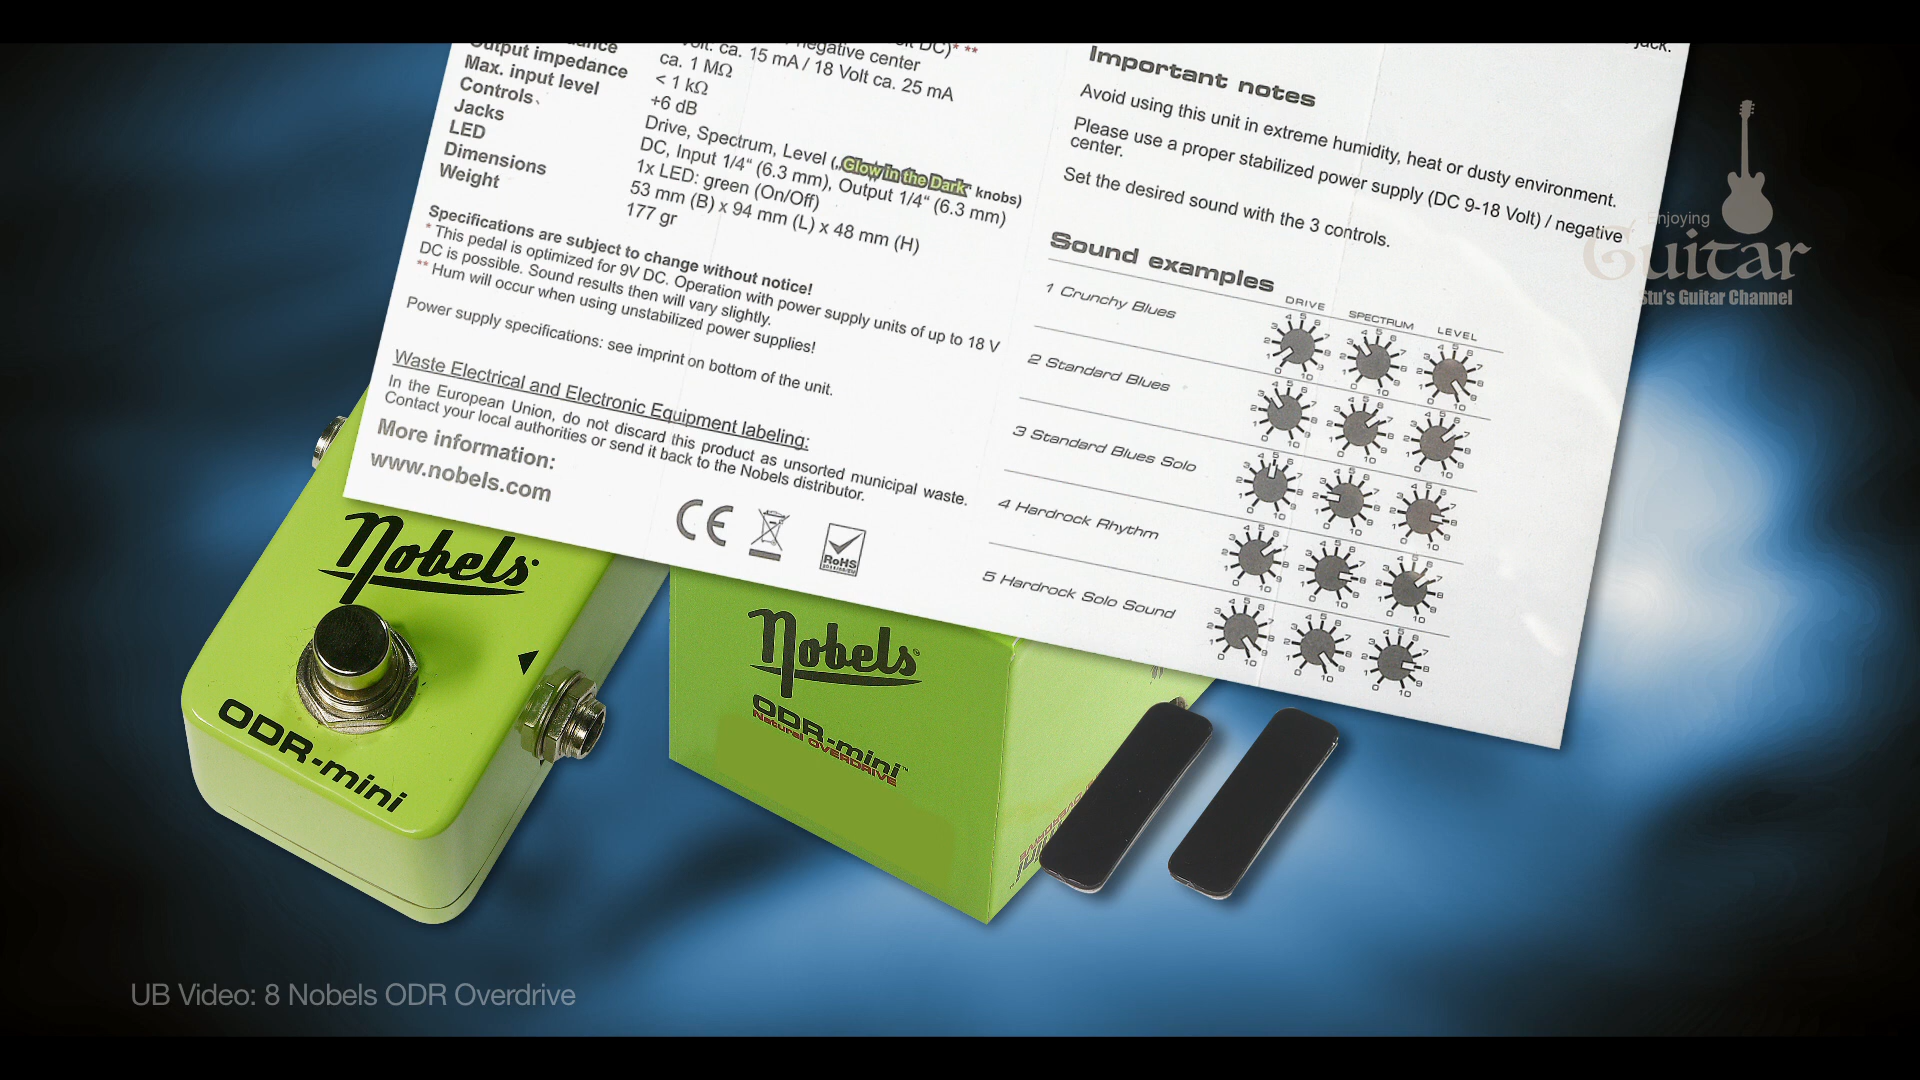 Output impedance
Max. input level
Controls
Jacks
LED
Dimensions
Weight
negative center
ca. 15 mA / 18 Volt ca. 25 mA
ca. 1 MΩ
< 1 kΩ
+6 dB
Drive, Spectrum, Level („Glow in the Dark“ knobs)
DC, Input 1/4“ (6.3 mm), Output 1/4“ (6.3 mm)
1x LED: green (On/Off)
53 mm (B) x 94 mm (L) x 48 mm (H)
177 gr
Specifications are subject to change without notice!
* This pedal is optimized for 9V DC. Operation with power supply units of up to 18 V
DC is possible. Sound results then will vary slightly.
** Hum will occur when using unstabilized power supplies!
Power supply specifications: see imprint on bottom of the unit.
Waste Electrical and Electronic Equipment labeling:
In the European Union, do not discard this product as unsorted municipal waste.
Contact your local authorities or send it back to the Nobels distributor.
More information:
www.nobels.com
CE
RoHS
jack.
Important notes
Avoid using this unit in extreme humidity, heat or dusty environment.
Please use a proper stabilized power supply (DC 9-18 Volt) / negative
center.
Set the desired sound with the 3 controls.
Sound examples
DRIVE SPECTRUM LEVEL
1 Crunchy Blues
2 Standard Blues
3 Standard Blues Solo
4 Hardrock Rhythm
5 Hardrock Solo Sound
Enjoying
Guitar
Stu's Guitar Channel
Nobels
ODR-mini
Nobels
ODR-mini™
Natural OVERDRIVE
UB Video: 8 Nobels ODR Overdrive